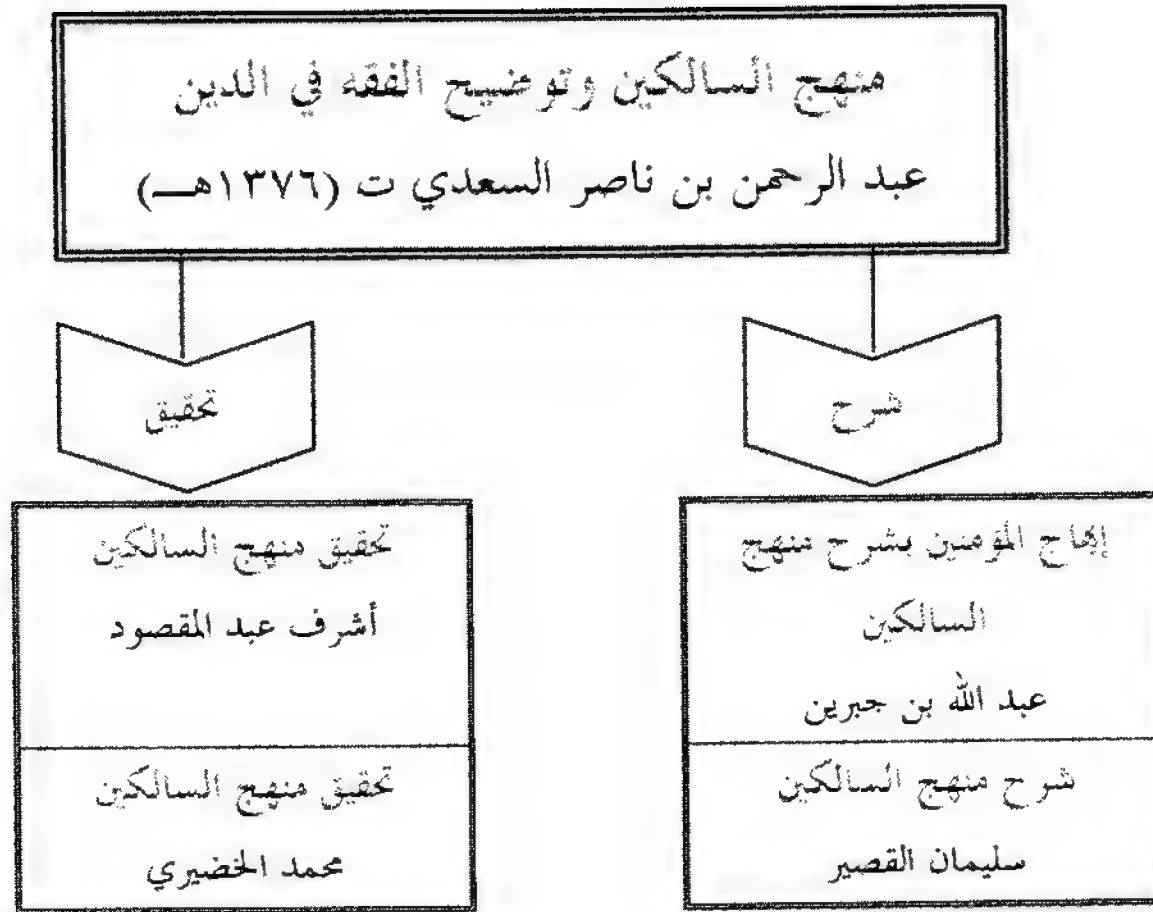 منهج السالكين وتوضيح الفقه في الدين
عبد الرحمن بن ناصر السعدي ت (١٣٧٦هـ)
شرح
تحقيق
إبهاج المؤمنين بشرح منهج
السالكين
عبد الله بن جبرين
شرح منهج السالكين
سليمان القصير
تحقيق منهج السالكين
أشرف عبد المقصود
تحقيق منهج السالكين
محمد الخضيري